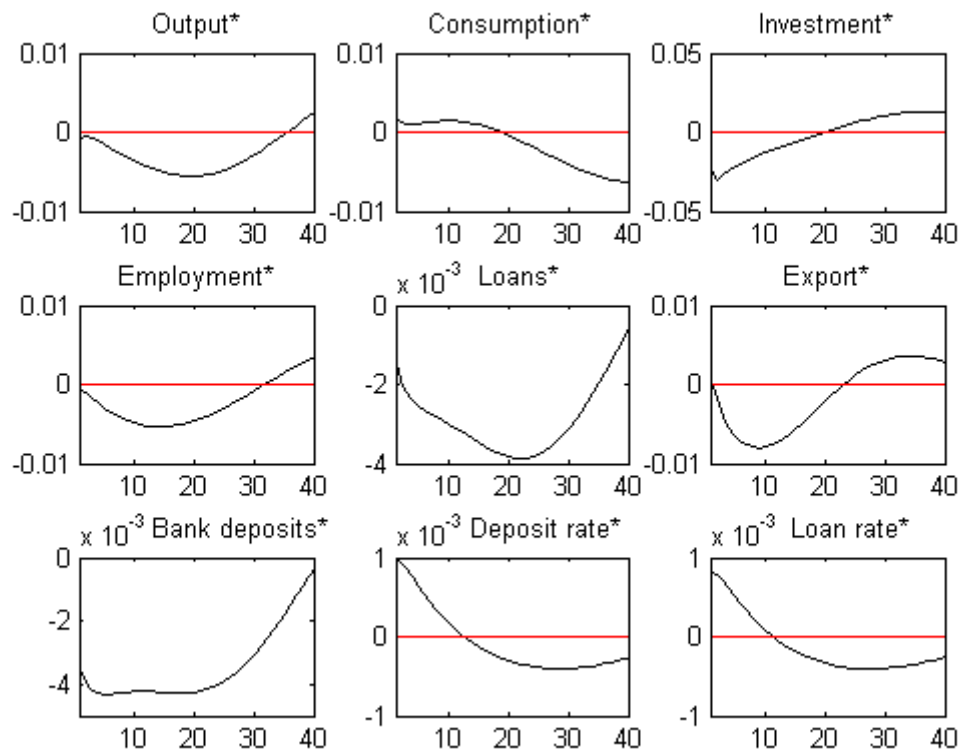 Output* Consumption* Investment*
0.01 0.01 0.05
0 0 0
-0.01 -0.01 -0.05
10 20 30 40 10 20 30 40 10 20 30 40
Employment* x 10^-3 Loans* Export*
0.01 0 0.01
0 -2 0
-0.01 -4 -0.01
10 20 30 40 10 20 30 40 10 20 30 40
x 10^-3 Bank deposits* x 10^-3 Deposit rate* x 10^-3 Loan rate*
0 1 1
-2 0 0
-4 -1 -1
10 20 30 40 10 20 30 40 10 20 30 40